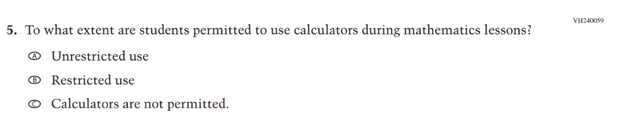 VH240059
5. To what extent are students permitted to use calculators during mathematics lessons?
Ⓐ Unrestricted use
Ⓑ Restricted use
Ⓒ Calculators are not permitted.